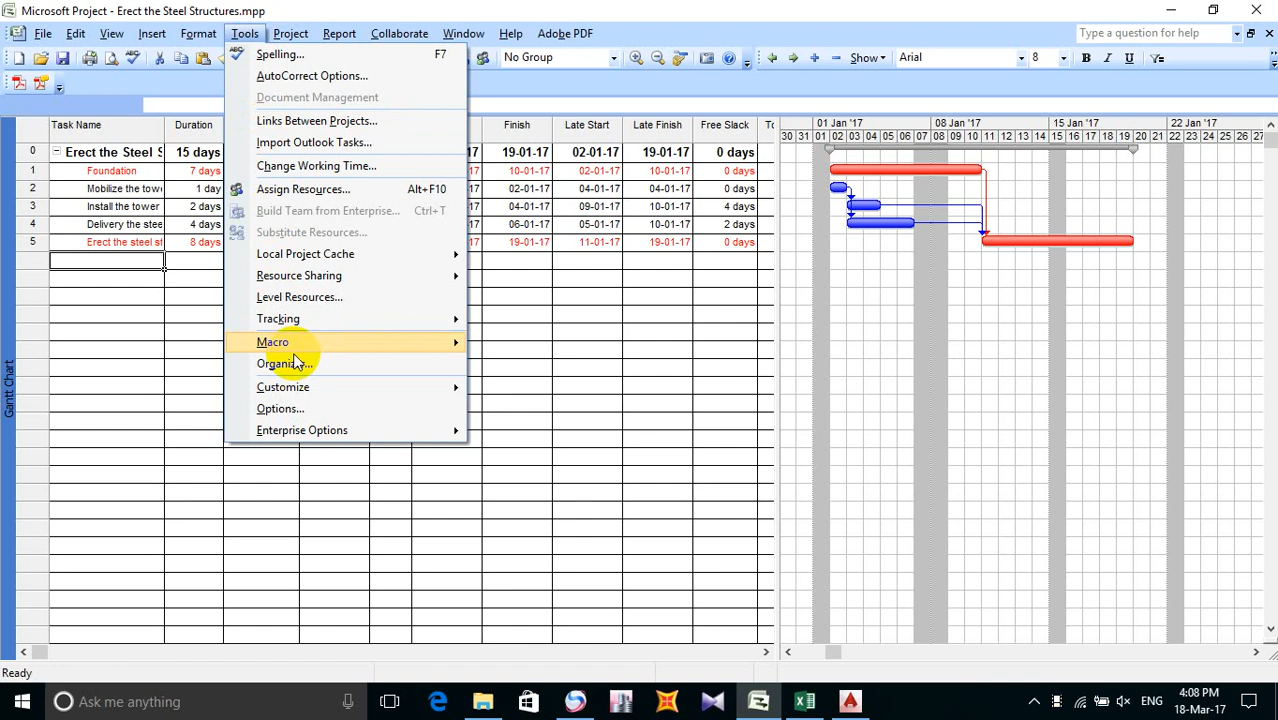 Microsoft Project - Erect the Steel Structures.mpp
File Edit View Insert Format Tools Project Report Collaborate Window Help Adobe PDF Type a question for help
No Group Show Arial 8 B I U
Task Name Duration Finish Late Start Late Finish Free Slack To
01 Jan '17 08 Jan '17 15 Jan '17 22 Jan '17
30 31 01 02 03 04 05 06 07 08 09 10 11 12 13 14 15 16 17 18 19 20 21 22 23 24 25 26 27
0 Erect the Steel S 15 days 17 19-01-17 02-01-17 19-01-17 0 days
1 Foundation 7 days 17 10-01-17 02-01-17 10-01-17 0 days
2 Mobilize the tow 1 day 17 02-01-17 04-01-17 04-01-17 0 days
3 Install the tower 2 days 17 04-01-17 09-01-17 10-01-17 4 days
4 Delivery the stee 4 days 17 06-01-17 05-01-17 10-01-17 2 days
5 Erect the steel st 8 days 17 19-01-17 11-01-17 19-01-17 0 days
Spelling... F7
AutoCorrect Options...
Document Management
Links Between Projects...
Import Outlook Tasks...
Change Working Time...
Assign Resources... Alt+F10
Build Team from Enterprise... Ctrl+T
Substitute Resources...
Local Project Cache
Resource Sharing
Level Resources...
Tracking
Macro
Organizer...
Customize
Options...
Enterprise Options
Gantt Chart
Ready
Ask me anything
ENG
4:08 PM
18-Mar-17